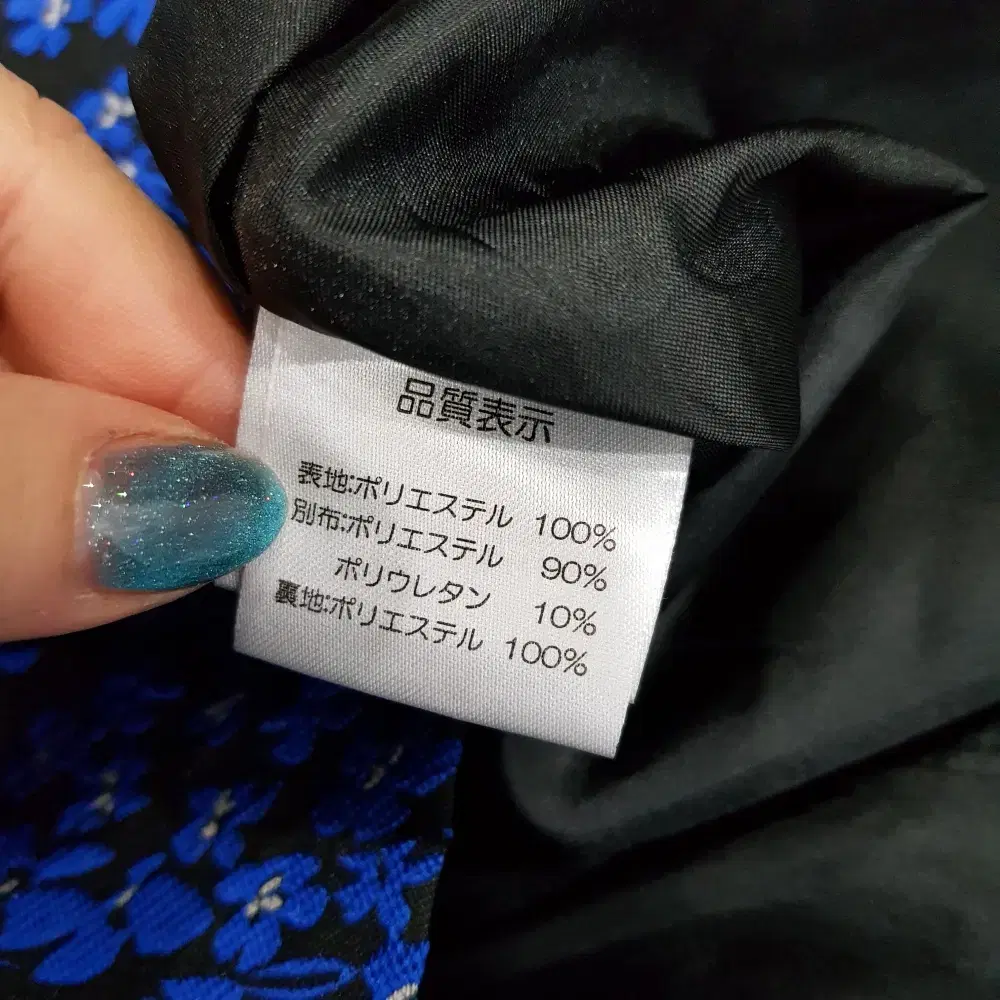 品質表示
表地:ポリエステル 100%
別布:ポリエステル 90%
ポリウレタン 10%
裏地:ポリエステル 100%